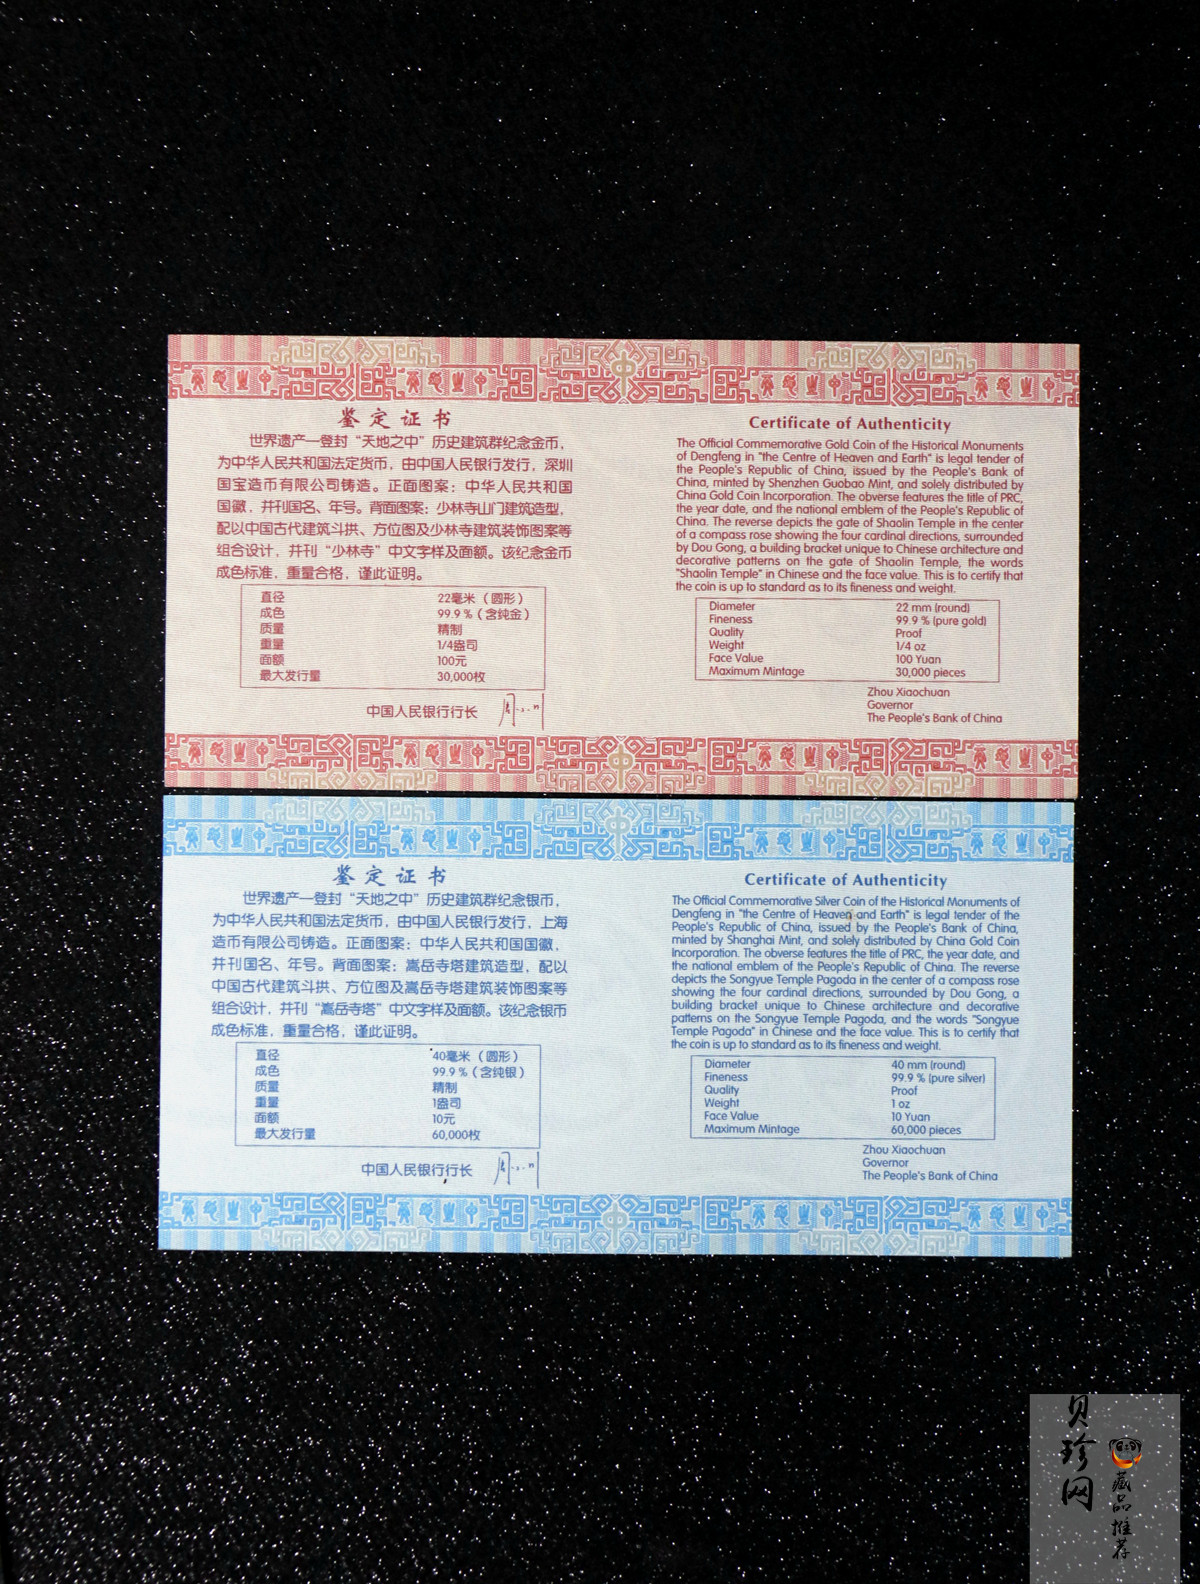 鉴定证书
世界遗产—登封“天地之中”历史建筑群纪念金币，
为中华人民共和国法定货币，由中国人民银行发行，深圳
国宝造币有限公司铸造。正面图案：中华人民共和国
国徽，并刊国名、年号。背面图案：少林寺山门建筑造型，
配以中国古代建筑斗拱、方位图及少林寺建筑装饰图案等
组合设计，并刊“少林寺”中文字样及面额。该纪念金币
成色标准，重量合格，谨此证明。
直径 22毫米（圆形）
成色 99.9％（含纯金）
质量 精制
重量 1/4盎司
面额 100元
最大发行量 30,000枚
中国人民银行行长
Certificate of Authenticity
The Official Commemorative Gold Coin of the Historical Monuments
of Dengfeng in "the Centre of Heaven and Earth" is legal tender of
the People's Republic of China, issued by the People's Bank of
China, minted by Shenzhen Guobao Mint, and solely distributed by
China Gold Coin Incorporation. The obverse features the title of PRC,
the year date, and the national emblem of the People's Republic of
China. The reverse depicts the gate of Shaolin Temple in the center
of a compass rose showing the four cardinal directions, surrounded
by Dou Gong, a building bracket unique to Chinese architecture and
decorative patterns on the gate of Shaolin Temple, the words
"Shaolin Temple" in Chinese and the face value. This is to certify that
the coin is up to standard as to its fineness and weight.
Diameter 22 mm (round)
Fineness 99.9 % (pure gold)
Quality Proof
Weight 1/4 oz
Face Value 100 Yuan
Maximum Mintage 30,000 pieces
Zhou Xiaochuan
Governor
The People's Bank of China
鉴定证书
世界遗产—登封“天地之中”历史建筑群纪念银币，
为中华人民共和国法定货币，由中国人民银行发行，上海
造币有限公司铸造。正面图案：中华人民共和国国徽，
并刊国名、年号。背面图案：嵩岳寺塔建筑造型，配以
中国古代建筑斗拱、方位图及嵩岳寺塔建筑装饰图案等
组合设计，并刊“嵩岳寺塔”中文字样及面额。该纪念银币
成色标准，重量合格，谨此证明。
直径 40毫米（圆形）
成色 99.9％（含纯银）
质量 精制
重量 1盎司
面额 10元
最大发行量 60,000枚
中国人民银行行长
Certificate of Authenticity
The Official Commemorative Silver Coin of the Historical Monuments of
Dengfeng in "the Centre of Heaven and Earth" is legal tender of the
People's Republic of China, issued by the People's Bank of China,
minted by Shanghai Mint, and solely distributed by China Gold Coin
Incorporation. The obverse features the title of PRC, the year date, and
the national emblem of the People's Republic of China. The reverse
depicts the Songyue Temple Pagoda in the center of a compass rose
showing the four cardinal directions, surrounded by Dou Gong, a
building bracket unique to Chinese architecture and decorative
patterns on the Songyue Temple Pagoda, and the words "Songyue
Temple Pagoda" in Chinese and the face value. This is to certify that
the coin is up to standard as to its fineness and weight.
Diameter 40 mm (round)
Fineness 99.9 % (pure silver)
Quality Proof
Weight 1 oz
Face Value 10 Yuan
Maximum Mintage 60,000 pieces
Zhou Xiaochuan
Governor
The People's Bank of China
贝珍网
藏品推荐